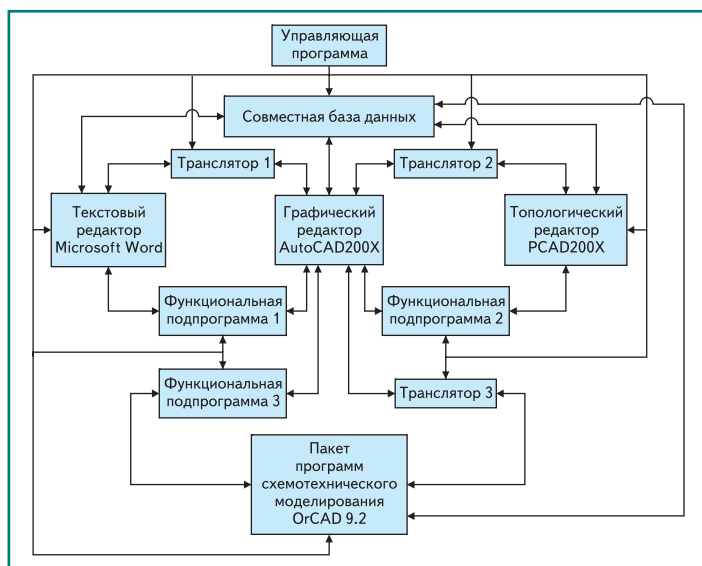 Управляющая
программа
Совместная база данных
Транслятор 1
Транслятор 2
Текстовый
редактор
Microsoft Word
Графический
редактор
AutoCAD200X
Топологический
редактор
PCAD200X
Функциональная
подпрограмма 1
Функциональная
подпрограмма 2
Функциональная
подпрограмма 3
Транслятор 3
Пакет
программ
схемотехнического
моделирования
OrCAD 9.2